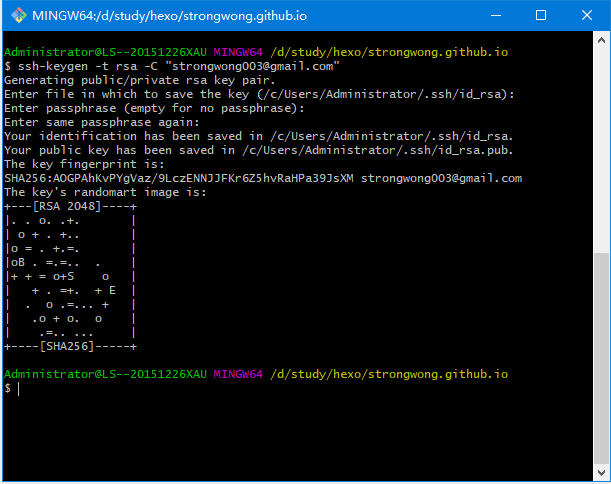 MINGW64:/d/study/hexo/strongwong.github.io
Administrator@LS--20151226XAU MINGW64 /d/study/hexo/strongwong.github.io
$ ssh-keygen -t rsa -C "strongwong003@gmail.com"
Generating public/private rsa key pair.
Enter file in which to save the key (/c/Users/Administrator/.ssh/id_rsa):
Enter passphrase (empty for no passphrase):
Enter same passphrase again:
Your identification has been saved in /c/Users/Administrator/.ssh/id_rsa.
Your public key has been saved in /c/Users/Administrator/.ssh/id_rsa.pub.
The key fingerprint is:
SHA256:AOGPAhKvPYgVaz/9LczENNJJFKr6Z5hvRaHPa39JsXM strongwong003@gmail.com
The key's randomart image is:
+---[RSA 2048]----+
|. . o. .+.       |
| o + . +..       |
|o = . +.=.       |
|oB . =.=..  .    |
|+ + = o+S    o   |
|   + . =+.  + E  |
|  .  o .=... +   |
|   .o + o.  o    |
|    .=.. ...     |
+----[SHA256]-----+
Administrator@LS--20151226XAU MINGW64 /d/study/hexo/strongwong.github.io
$